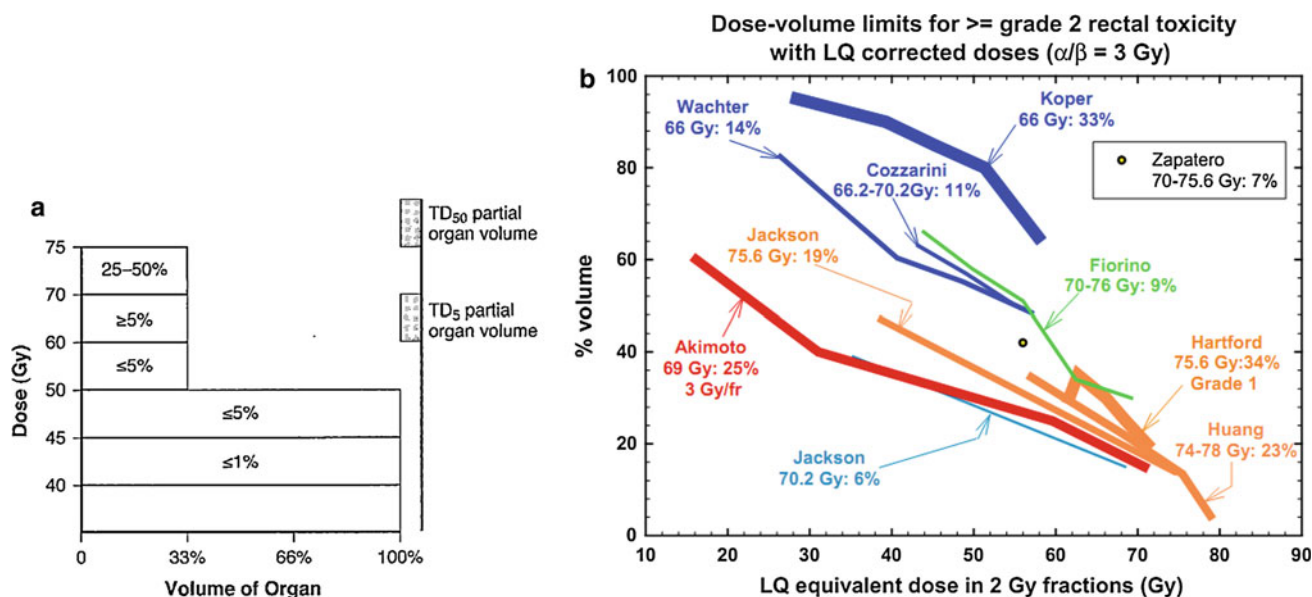 a
Dose (Gy)
75
70
60
50
45
40
25–50%
≥5%
≤5%
≤5%
≤1%
0
33%
66%
100%
Volume of Organ
TD50 partial
organ volume
TD5 partial
organ volume
Dose-volume limits for >= grade 2 rectal toxicity
with LQ corrected doses (α/β = 3 Gy)
b
% volume
100
80
60
40
20
0
Wachter
66 Gy: 14%
Koper
66 Gy: 33%
Cozzarini
66.2-70.2Gy: 11%
Zapatero
70-75.6 Gy: 7%
Jackson
75.6 Gy: 19%
Fiorino
70-76 Gy: 9%
Akimoto
69 Gy: 25%
3 Gy/fr
Hartford
75.6 Gy:34%
Grade 1
Jackson
70.2 Gy: 6%
Huang
74-78 Gy: 23%
10
20
30
40
50
60
70
80
90
LQ equivalent dose in 2 Gy fractions (Gy)